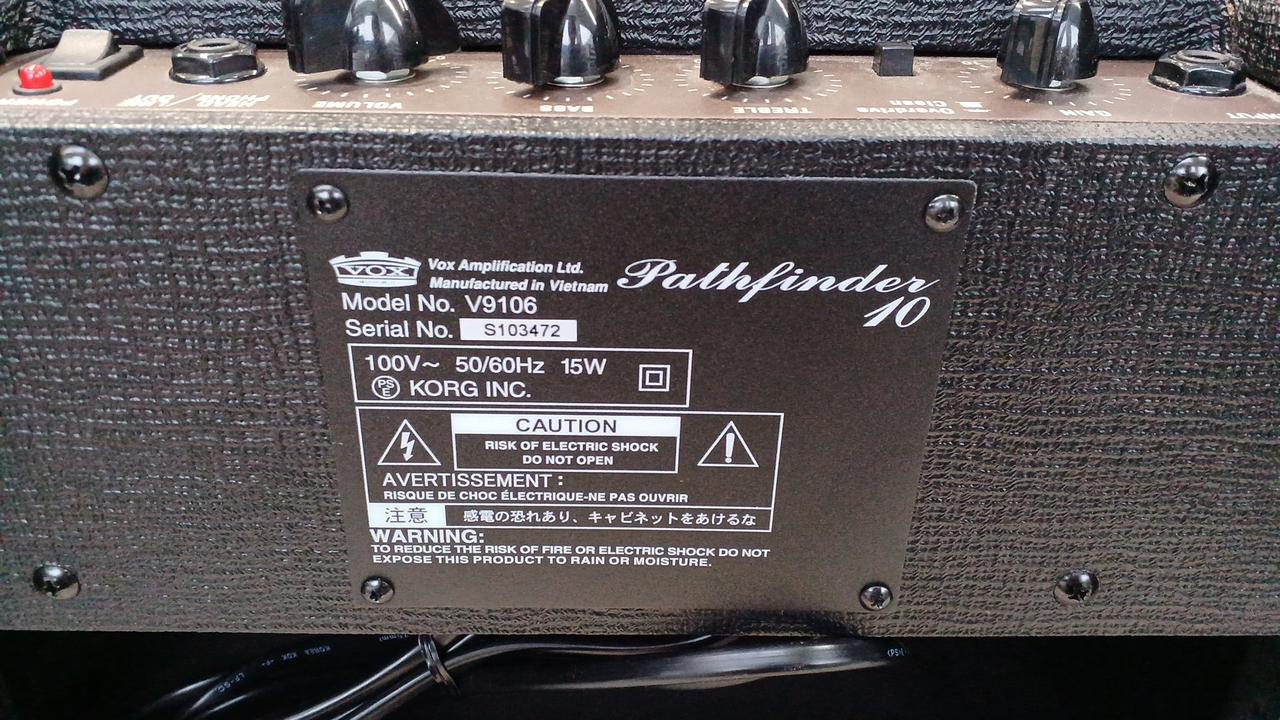 POWER
VOLUME
BASS
TREBLE
Overdrive
Clean
GAIN
INPUT
VOX
Vox Amplification Ltd.
Manufactured in Vietnam
Pathfinder
10
Model No. V9106
Serial No. S103472
100V~ 50/60Hz 15W
PSE KORG INC.
CAUTION
RISK OF ELECTRIC SHOCK
DO NOT OPEN
AVERTISSEMENT :
RISQUE DE CHOC ÉLECTRIQUE-NE PAS OUVRIR
注意 感電の恐れあり、キャビネットをあけるな
WARNING:
TO REDUCE THE RISK OF FIRE OR ELECTRIC SHOCK DO NOT
EXPOSE THIS PRODUCT TO RAIN OR MOISTURE.